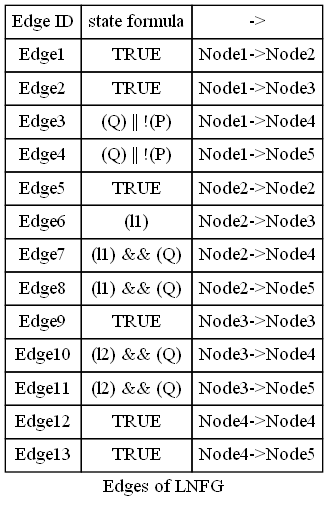 Edge ID state formula ->
Edge1 TRUE Node1->Node2
Edge2 TRUE Node1->Node3
Edge3 (Q) || !(P) Node1->Node4
Edge4 (Q) || !(P) Node1->Node5
Edge5 TRUE Node2->Node2
Edge6 (l1) Node2->Node3
Edge7 (l1) && (Q) Node2->Node4
Edge8 (l1) && (Q) Node2->Node5
Edge9 TRUE Node3->Node3
Edge10 (l2) && (Q) Node3->Node4
Edge11 (l2) && (Q) Node3->Node5
Edge12 TRUE Node4->Node4
Edge13 TRUE Node4->Node5
Edges of LNFG